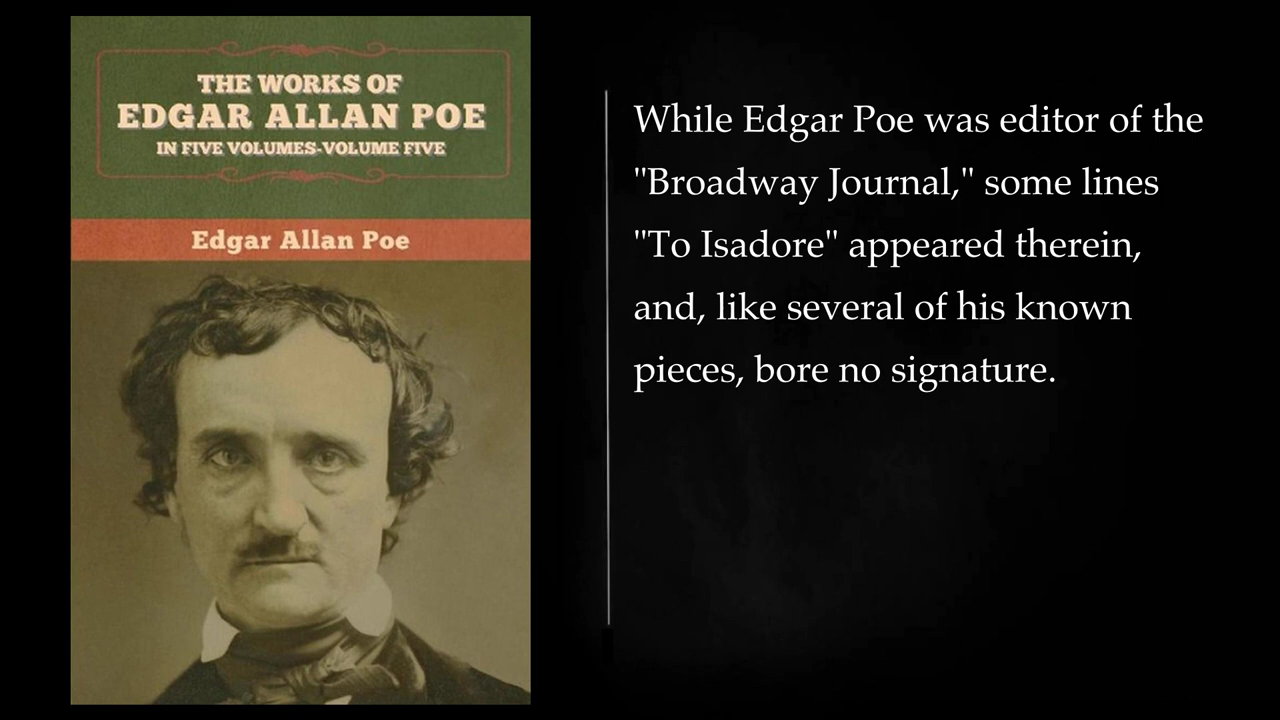 THE WORKS OF
EDGAR ALLAN POE
IN FIVE VOLUMES-VOLUME FIVE
Edgar Allan Poe
While Edgar Poe was editor of the
"Broadway Journal," some lines
"To Isadore" appeared therein,
and, like several of his known
pieces, bore no signature.